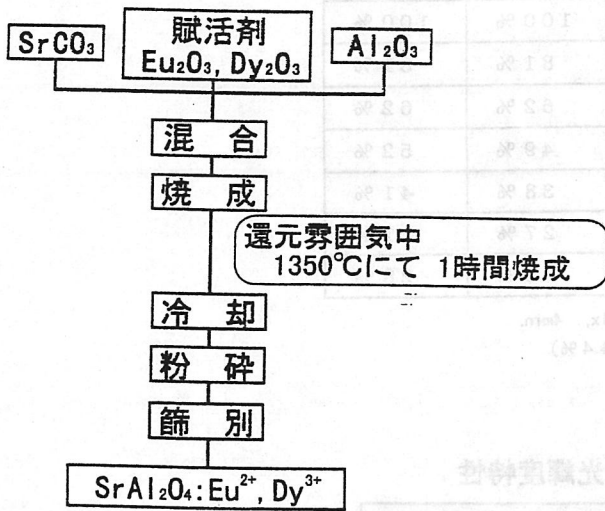 SrCO₃
賦活剤
Eu₂O₃, Dy₂O₃
Al₂O₃
混 合
焼 成
還元雰囲気中
1350℃にて 1時間焼成
冷 却
粉 砕
篩 別
SrAl₂O₄:Eu²⁺, Dy³⁺